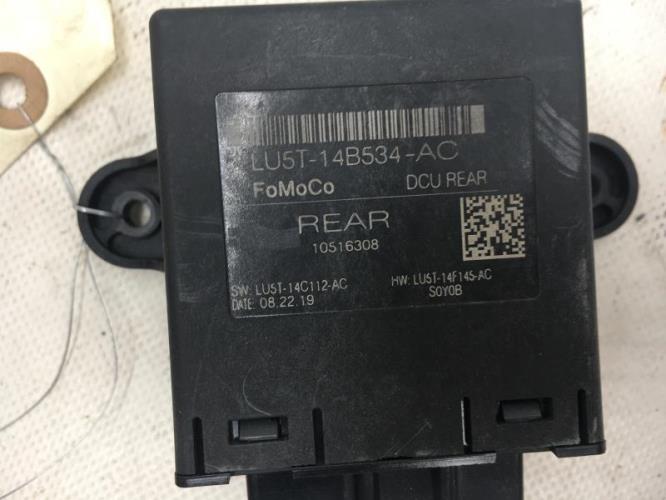 LU5T-14B534-AC
FoMoCo DCU REAR
REAR
10516308
SW: LU5T-14C112-AC HW: LU5T-14F145-AC
DATE: 08.22.19 S0Y0B